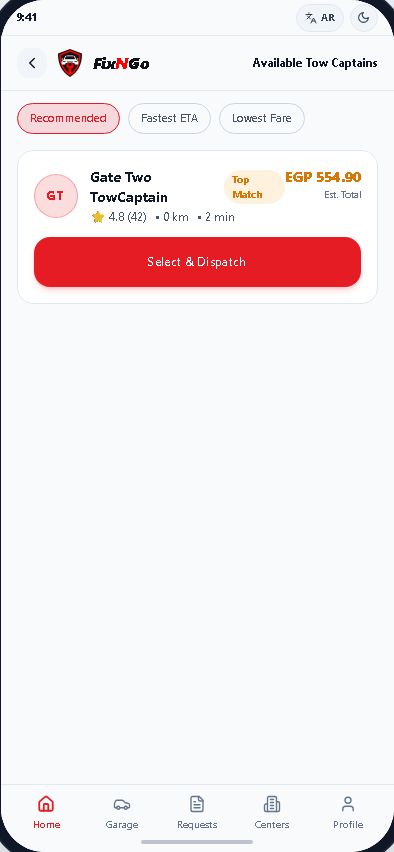 9:41
AR
FixNGo
Available Tow Captains
Recommended
Fastest ETA
Lowest Fare
GT
Gate Two
TowCaptain
Top
Match
EGP 554.90
Est. Total
4.8 (42) • 0 km • 2 min
Select & Dispatch
Home
Garage
Requests
Centers
Profile